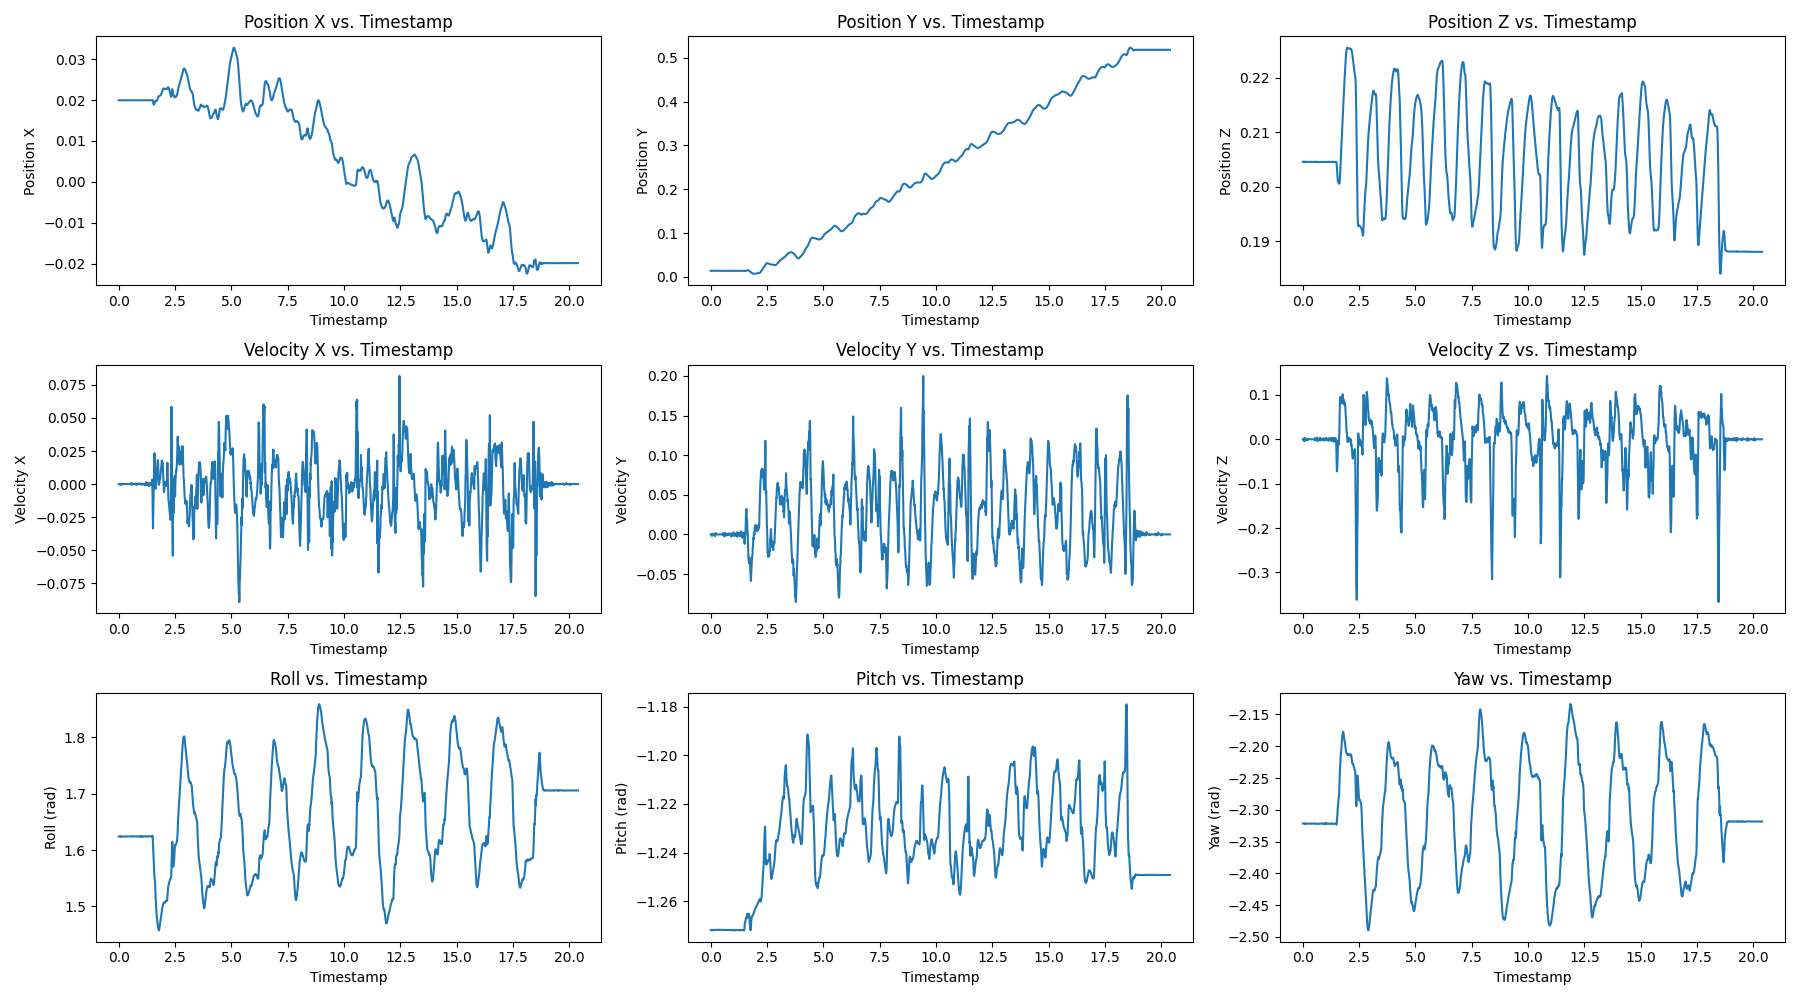 Position X vs. Timestamp
Position X
0.03
0.02
0.01
0.00
−0.01
−0.02
0.0 2.5 5.0 7.5 10.0 12.5 15.0 17.5 20.0
Timestamp
Position Y vs. Timestamp
Position Y
0.5
0.4
0.3
0.2
0.1
0.0
0.0 2.5 5.0 7.5 10.0 12.5 15.0 17.5 20.0
Timestamp
Position Z vs. Timestamp
Position Z
0.22
0.21
0.20
0.19
0.0 2.5 5.0 7.5 10.0 12.5 15.0 17.5 20.0
Timestamp
Velocity X vs. Timestamp
Velocity X
0.075
0.050
0.025
0.000
−0.025
−0.050
−0.075
0.0 2.5 5.0 7.5 10.0 12.5 15.0 17.5 20.0
Timestamp
Velocity Y vs. Timestamp
Velocity Y
0.20
0.15
0.10
0.05
0.00
−0.05
0.0 2.5 5.0 7.5 10.0 12.5 15.0 17.5 20.0
Timestamp
Velocity Z vs. Timestamp
Velocity Z
0.1
0.0
−0.1
−0.2
−0.3
0.0 2.5 5.0 7.5 10.0 12.5 15.0 17.5 20.0
Timestamp
Roll vs. Timestamp
Roll (rad)
1.8
1.7
1.6
1.5
0.0 2.5 5.0 7.5 10.0 12.5 15.0 17.5 20.0
Timestamp
Pitch vs. Timestamp
Pitch (rad)
−1.18
−1.20
−1.22
−1.24
−1.26
0.0 2.5 5.0 7.5 10.0 12.5 15.0 17.5 20.0
Timestamp
Yaw vs. Timestamp
Yaw (rad)
−2.15
−2.20
−2.25
−2.30
−2.35
−2.40
−2.45
−2.50
0.0 2.5 5.0 7.5 10.0 12.5 15.0 17.5 20.0
Timestamp